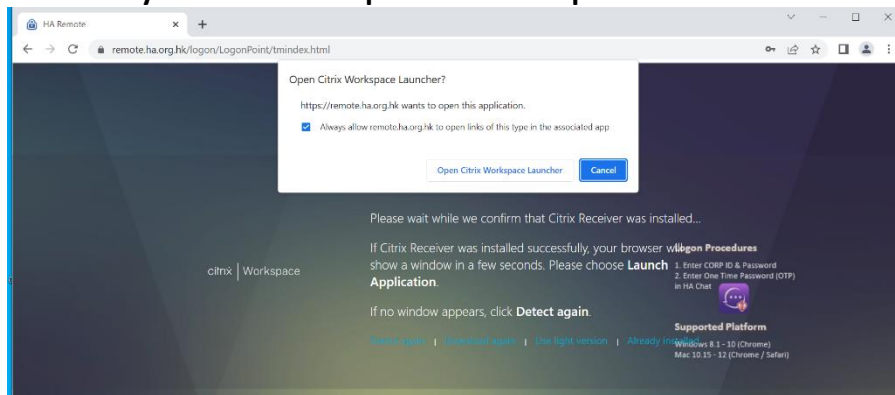 HA Remote
remote.ha.org.hk/logon/LogonPoint/tmindex.html
Open Citrix Workspace Launcher?
https://remote.ha.org.hk wants to open this application.
Always allow remote.ha.org.hk to open links of this type in the associated app
Open Citrix Workspace Launcher Cancel
Please wait while we confirm that Citrix Receiver was installed...
If Citrix Receiver was installed successfully, your browser will
show a window in a few seconds. Please choose Launch
Application.
If no window appears, click Detect again.
citrix | Workspace
Detect again | Download again | Use light version | Already installed
Logon Procedures
1. Enter CORP ID & Password
2. Enter One Time Password (OTP)
in HA Chat
Supported Platform
Windows 8.1 - 10 (Chrome)
Mac 10.15 - 12 (Chrome / Safari)